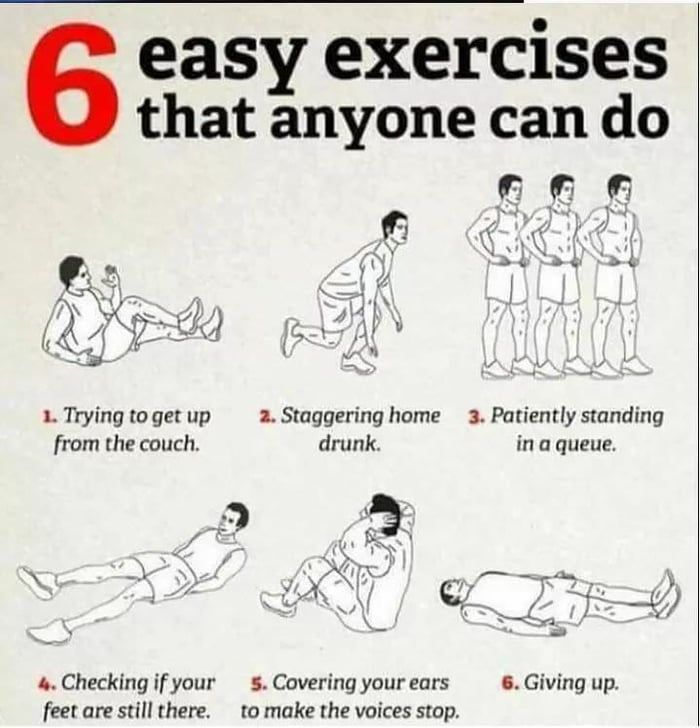 6 easy exercises
that anyone can do
1. Trying to get up
from the couch.
2. Staggering home
drunk.
3. Patiently standing
in a queue.
4. Checking if your
feet are still there.
5. Covering your ears
to make the voices stop.
6. Giving up.